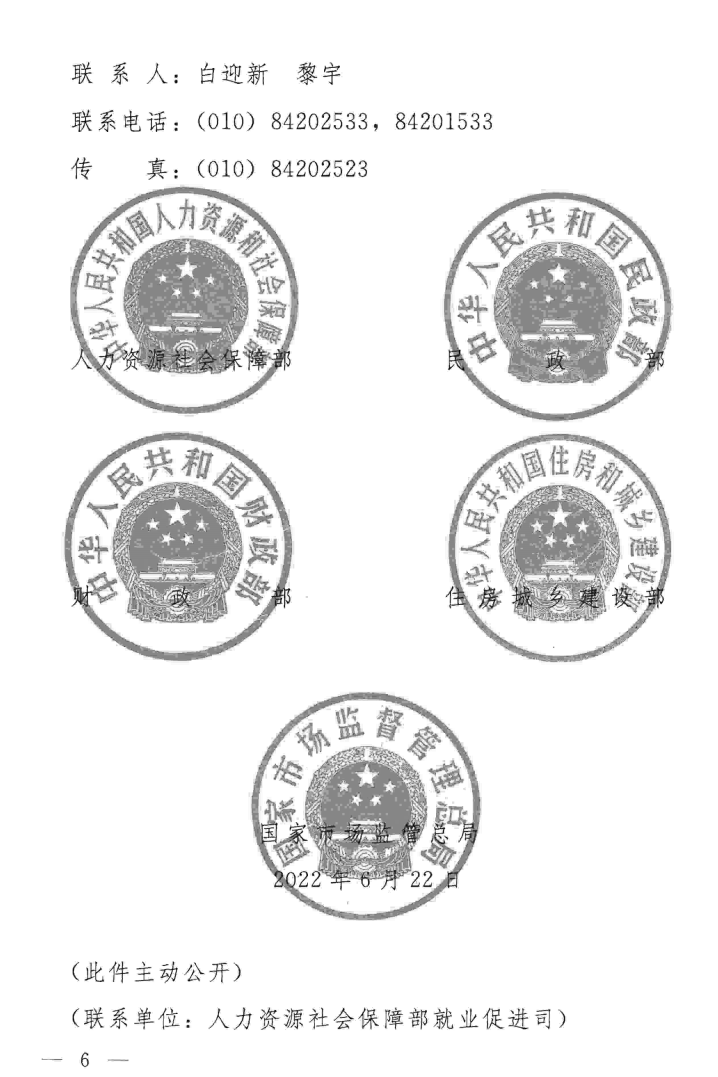 联 系 人：白迎新 黎宇
联系电话：（010）84202533，84201533
传 真：（010）84202523
中华人民共和国人力资源和社会保障部
人力资源社会保障部
中华人民共和国民政部
民 政 部
中华人民共和国财政部
财 政 部
中华人民共和国住房和城乡建设部
住房城乡建设部
国家市场监督管理总局
国家市场监管总局
2022 年 6 月 22 日
（此件主动公开）
（联系单位：人力资源社会保障部就业促进司）
— 6 —